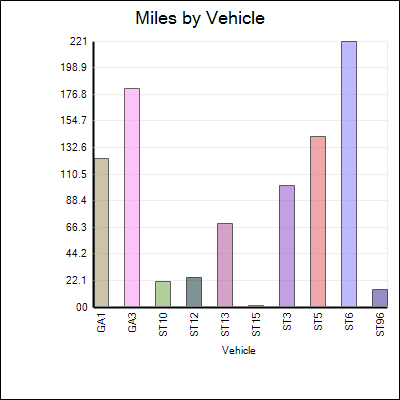 Miles by Vehicle
221
198.9
176.8
154.7
132.6
110.5
88.4
66.3
44.2
22.1
00
GA1
GA3
ST10
ST12
ST13
ST15
ST3
ST5
ST6
ST96
Vehicle